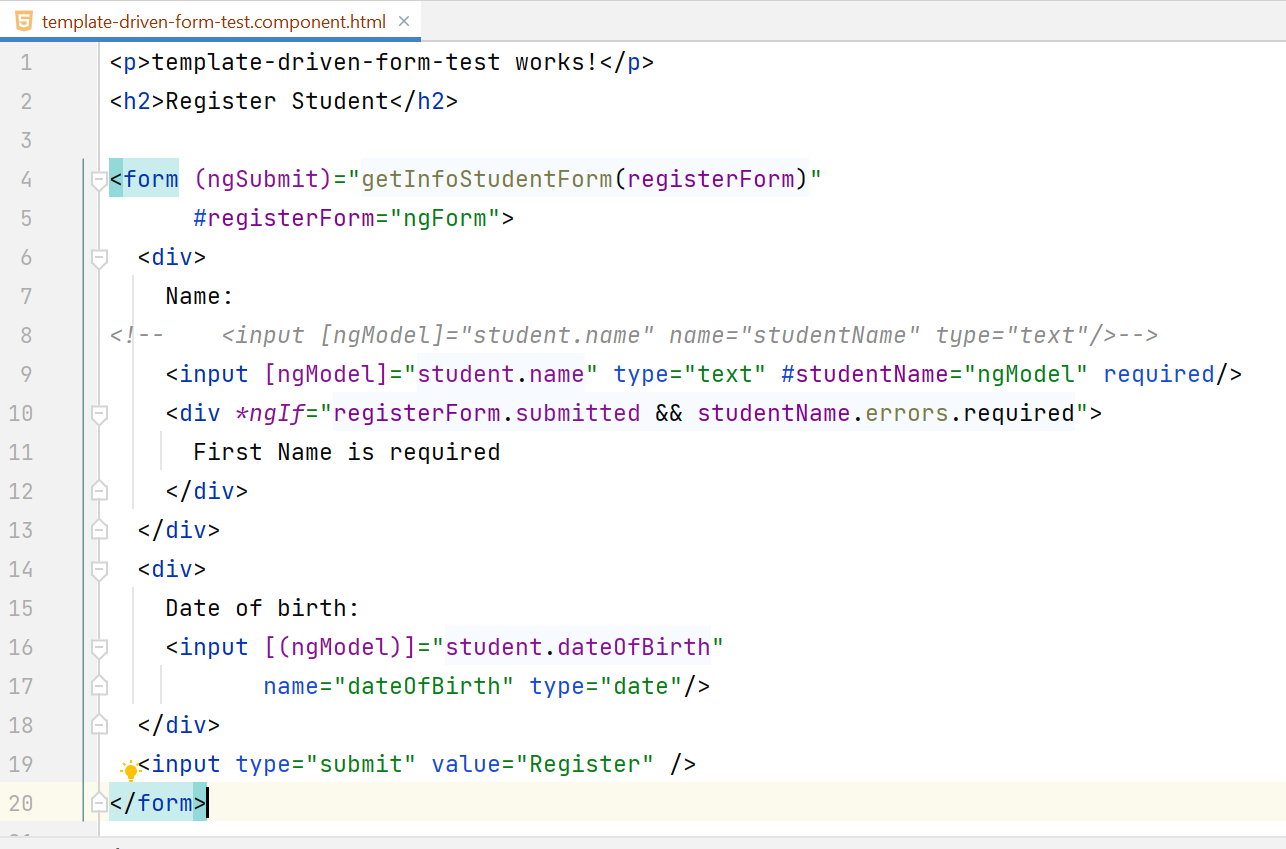 template-driven-form-test.component.html ×
1 <p>template-driven-form-test works!</p>
2 <h2>Register Student</h2>
3
4 <form (ngSubmit)="getInfoStudentForm(registerForm)"
5       #registerForm="ngForm">
6   <div>
7     Name:
8 <!--    <input [ngModel]="student.name" name="studentName" type="text"/>-->
9     <input [ngModel]="student.name" type="text" #studentName="ngModel" required/>
10     <div *ngIf="registerForm.submitted && studentName.errors.required">
11       First Name is required
12     </div>
13   </div>
14   <div>
15     Date of birth:
16     <input [(ngModel)]="student.dateOfBirth"
17            name="dateOfBirth" type="date"/>
18   </div>
19   <input type="submit" value="Register" />
20 </form>